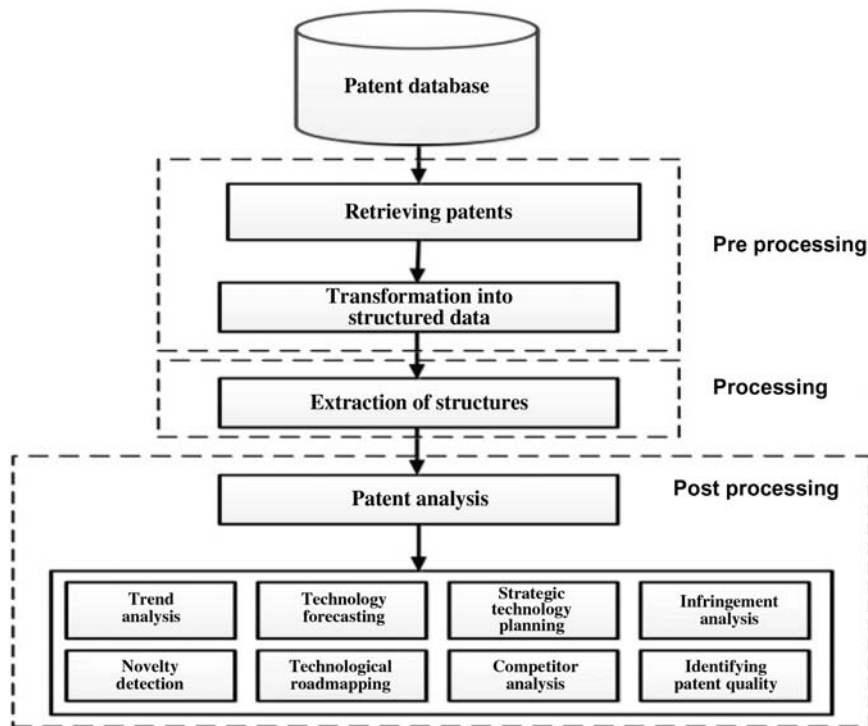 Patent database
Retrieving patents
Pre processing
Transformation into
structured data
Processing
Extraction of structures
Post processing
Patent analysis
Trend
analysis
Technology
forecasting
Strategic
technology
planning
Infringement
analysis
Novelty
detection
Technological
roadmapping
Competitor
analysis
Identifying
patent quality